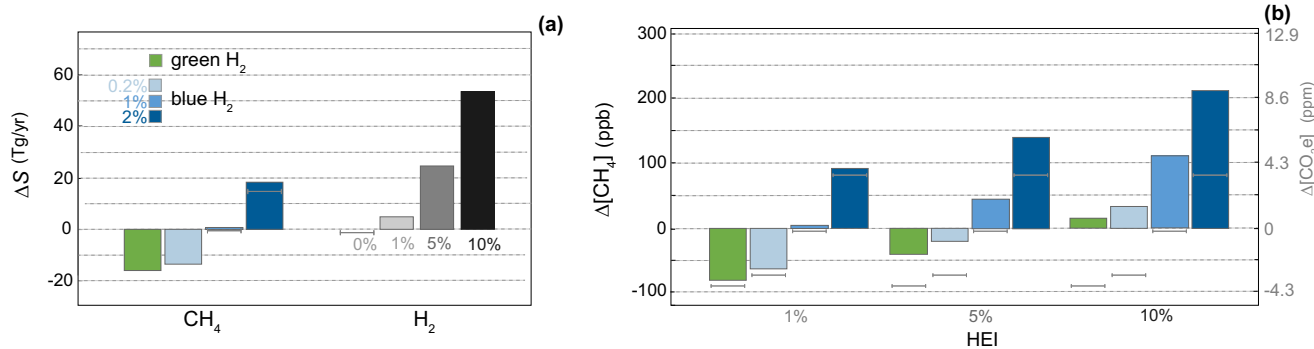 (a)
green H2
0.2%
1% blue H2
2%
60
40
20
0
-20
ΔS (Tg/yr)
0% 1% 5% 10%
CH4 H2
(b)
300
200
100
0
-100
Δ[CH4] (ppb)
12.9
8.6
4.3
0
-4.3
Δ[CO2e] (ppm)
1% 5% 10%
HEI